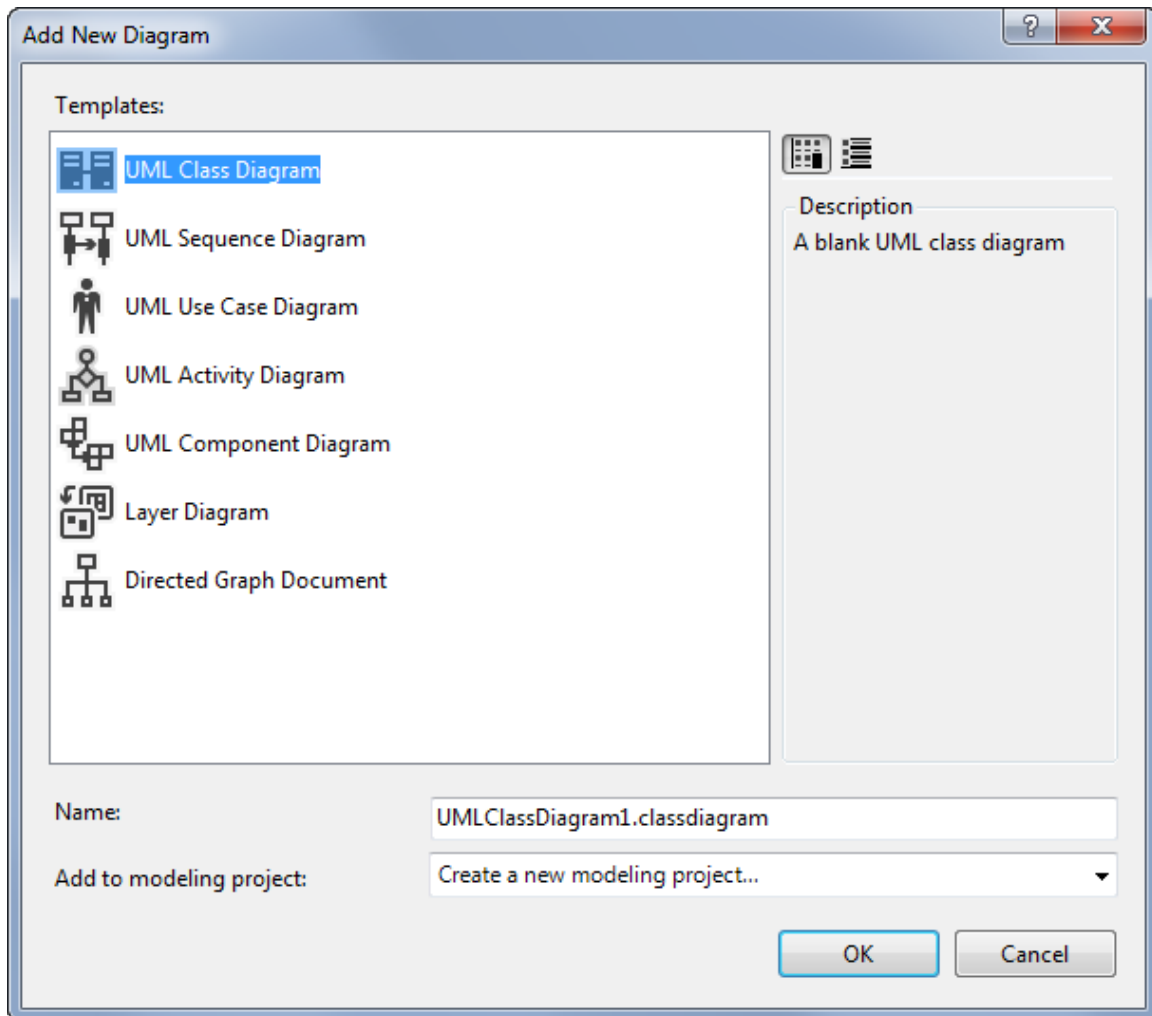 Add New Diagram
Templates:
UML Class Diagram
UML Sequence Diagram
UML Use Case Diagram
UML Activity Diagram
UML Component Diagram
Layer Diagram
Directed Graph Document
Description
A blank UML class diagram
Name:
UMLClassDiagram1.classdiagram
Add to modeling project:
Create a new modeling project...
OK
Cancel